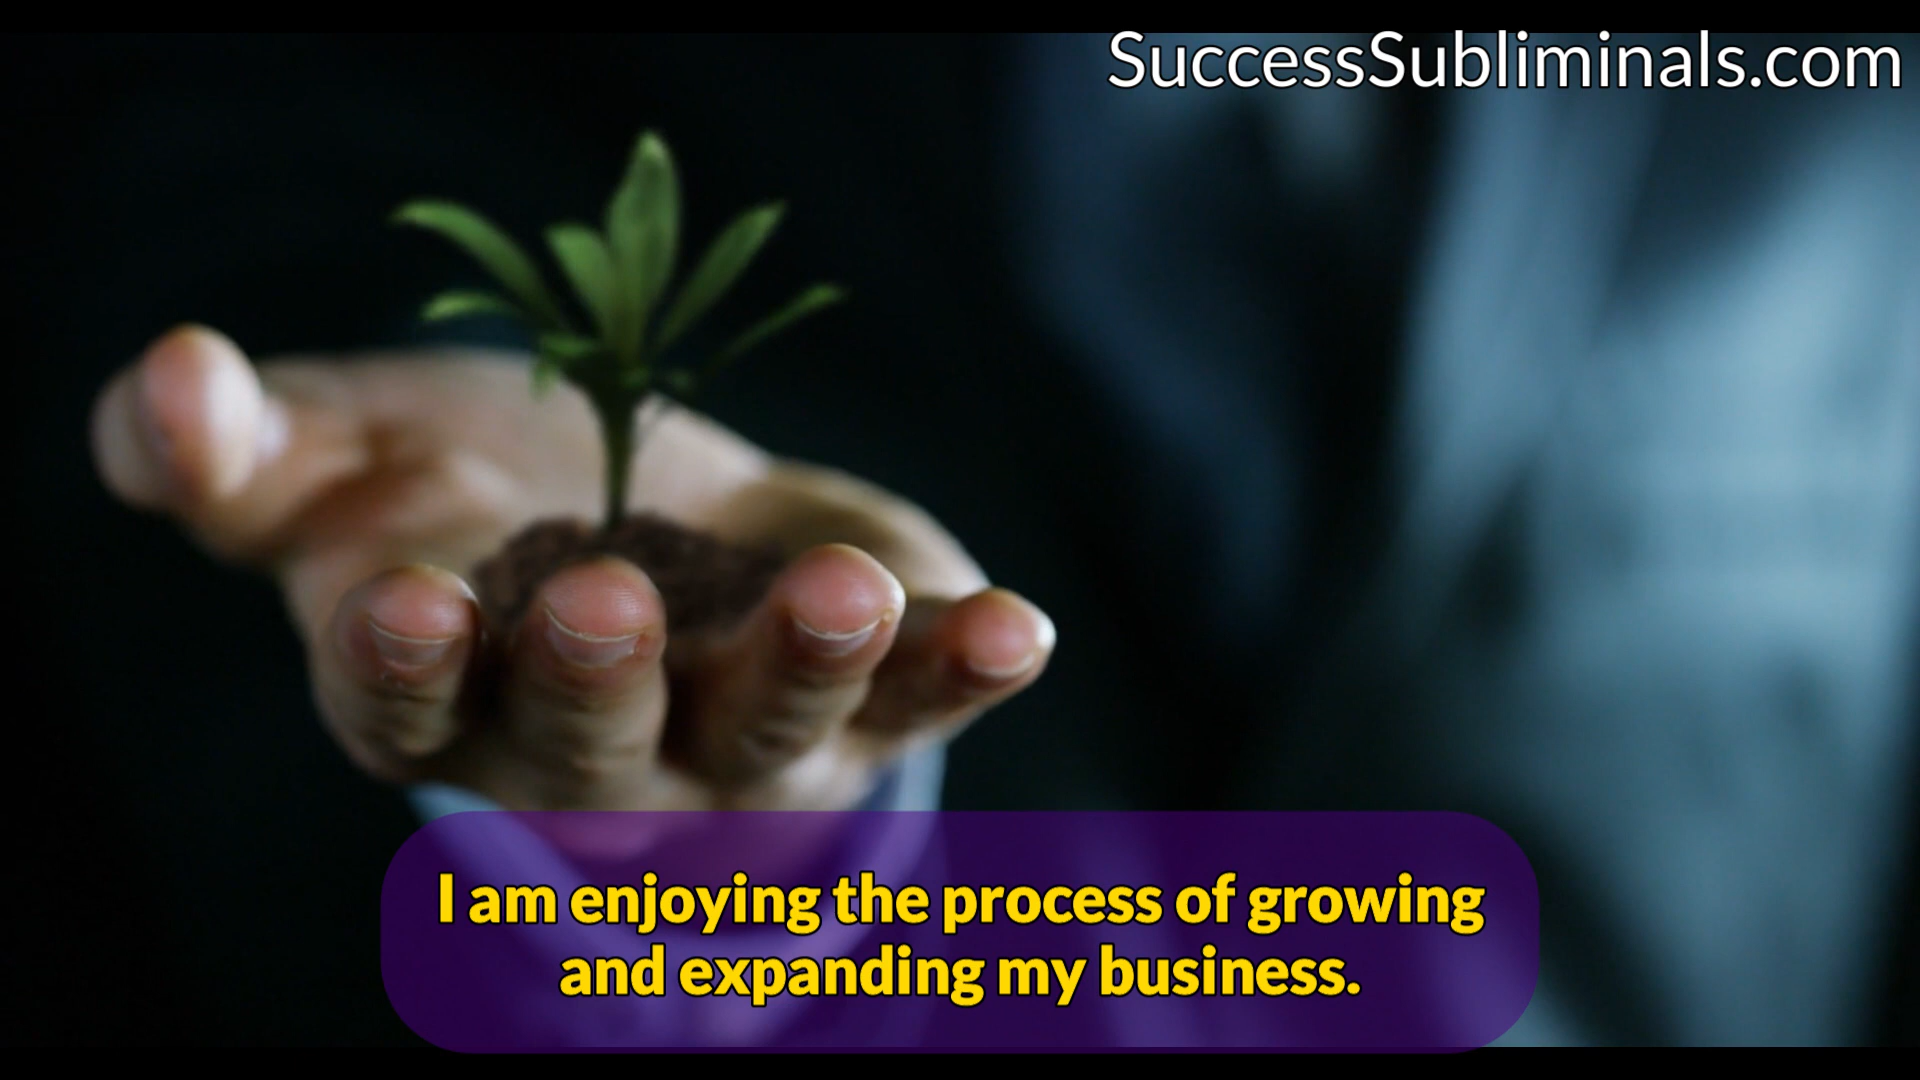 SuccessSubliminals.com
I am enjoying the process of growing
and expanding my business.